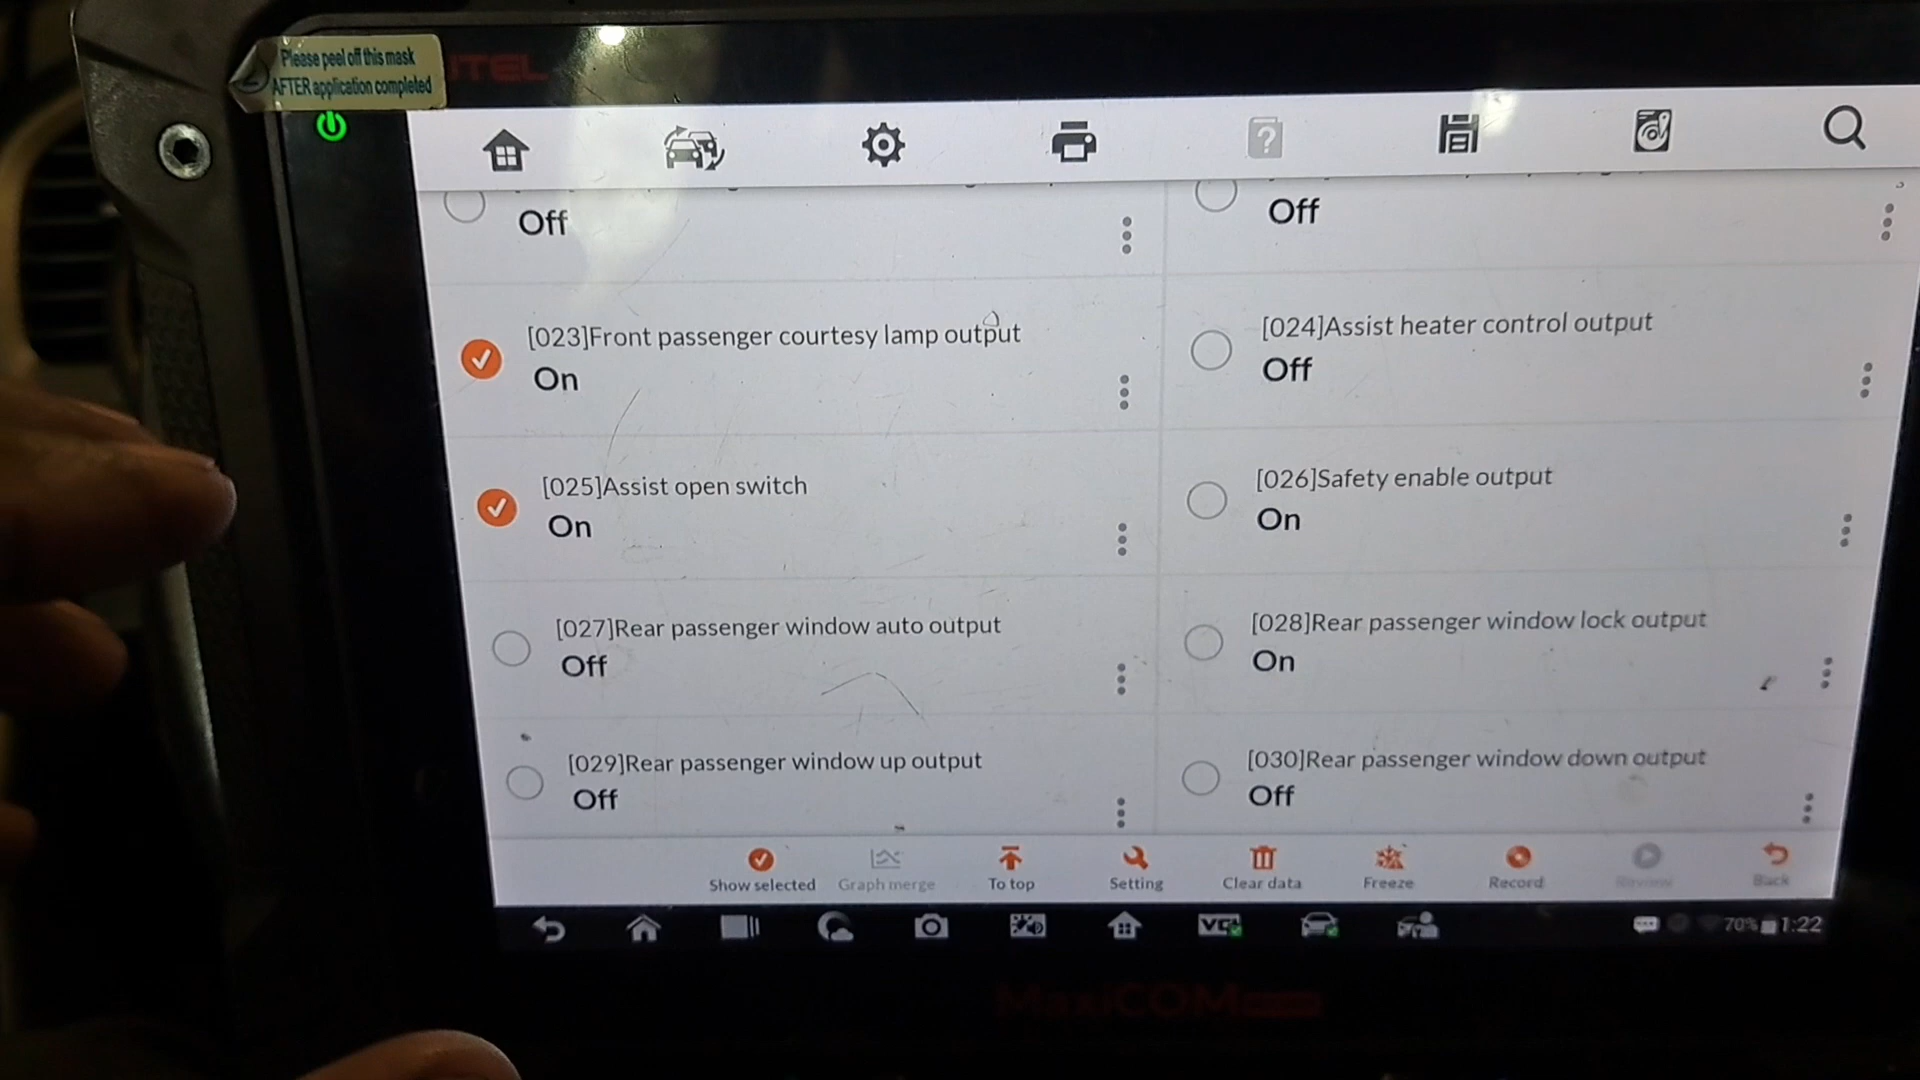 Please peel off this mask
AFTER application completed
TEL
Off
Off
[023]Front passenger courtesy lamp output
On
[024]Assist heater control output
Off
[025]Assist open switch
On
[026]Safety enable output
On
[027]Rear passenger window auto output
Off
[028]Rear passenger window lock output
On
[029]Rear passenger window up output
Off
[030]Rear passenger window down output
Off
Show selected
Graph merge
To top
Setting
Clear data
Freeze
Record
Review
Back
VCI
70%
1:22
MaxiCOM